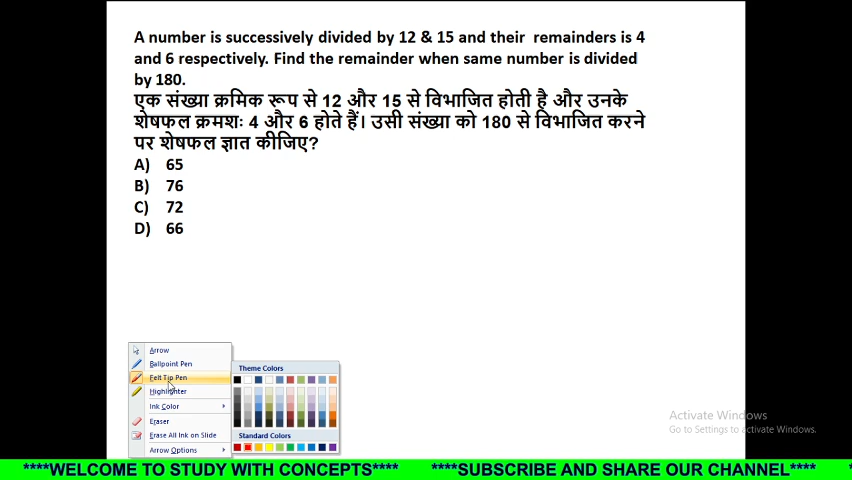 A number is successively divided by 12 & 15 and their remainders is 4
and 6 respectively. Find the remainder when same number is divided
by 180.
एक संख्या क्रमिक रूप से 12 और 15 से विभाजित होती है और उनके
शेषफल क्रमशः 4 और 6 होते हैं। उसी संख्या को 180 से विभाजित करने
पर शेषफल ज्ञात कीजिए?
A) 65
B) 76
C) 72
D) 66
Arrow
Ballpoint Pen
Felt Tip Pen
Highlighter
Ink Color
Eraser
Erase All Ink on Slide
Arrow Options
Theme Colors
Standard Colors
Activate Windows
Go to Settings to activate Windows.
****WELCOME TO STUDY WITH CONCEPTS**** ****SUBSCRIBE AND SHARE OUR CHANNEL****